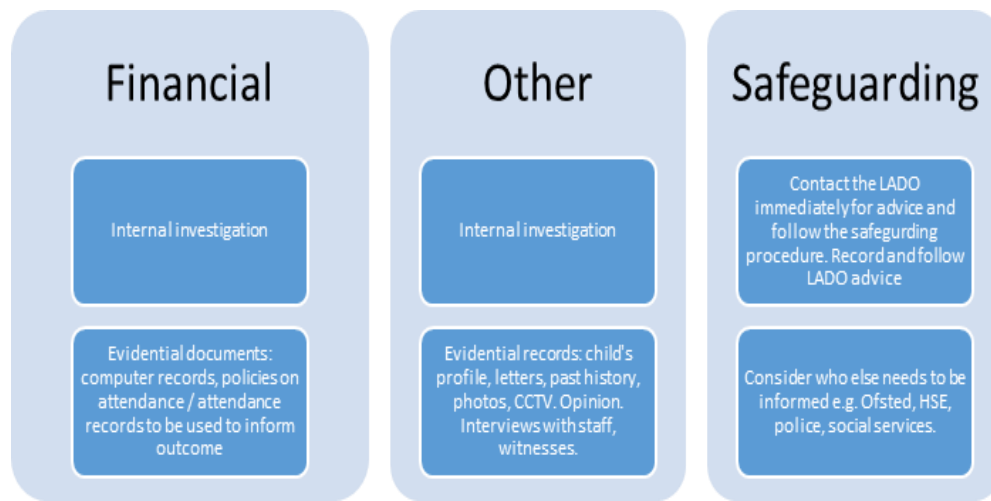 Financial
Internal investigation
Evidential documents:
computer records, policies on
attendance / attendance
records to be used to inform
outcome
Other
Internal investigation
Evidential records: child's
profile, letters, past history,
photos, CCTV. Opinion.
Interviews with staff,
witnesses.
Safeguarding
Contact the LADO
immediately for advice and
follow the safegurding
procedure. Record and follow
LADO advice
Consider who else needs to be
informed e.g. Ofsted, HSE,
police, social services.